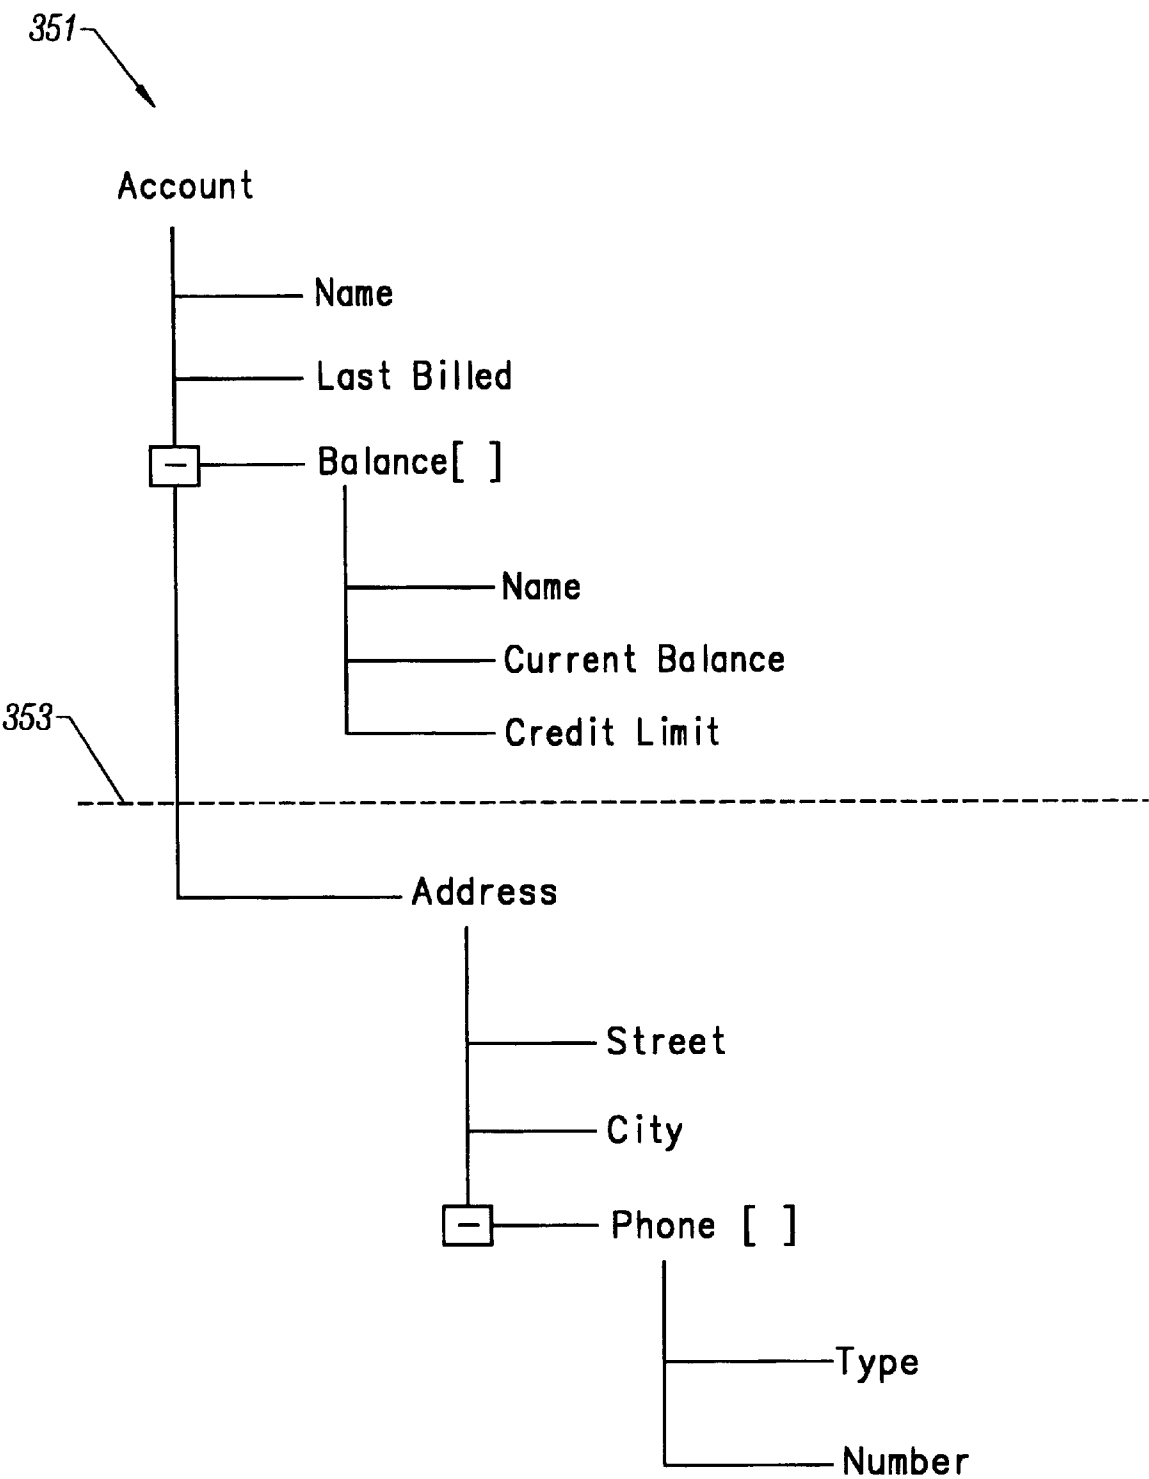 351
Account
Name
Last Billed
Balance[ ]
Name
Current Balance
Credit Limit
353
Address
Street
City
Phone [ ]
Type
Number